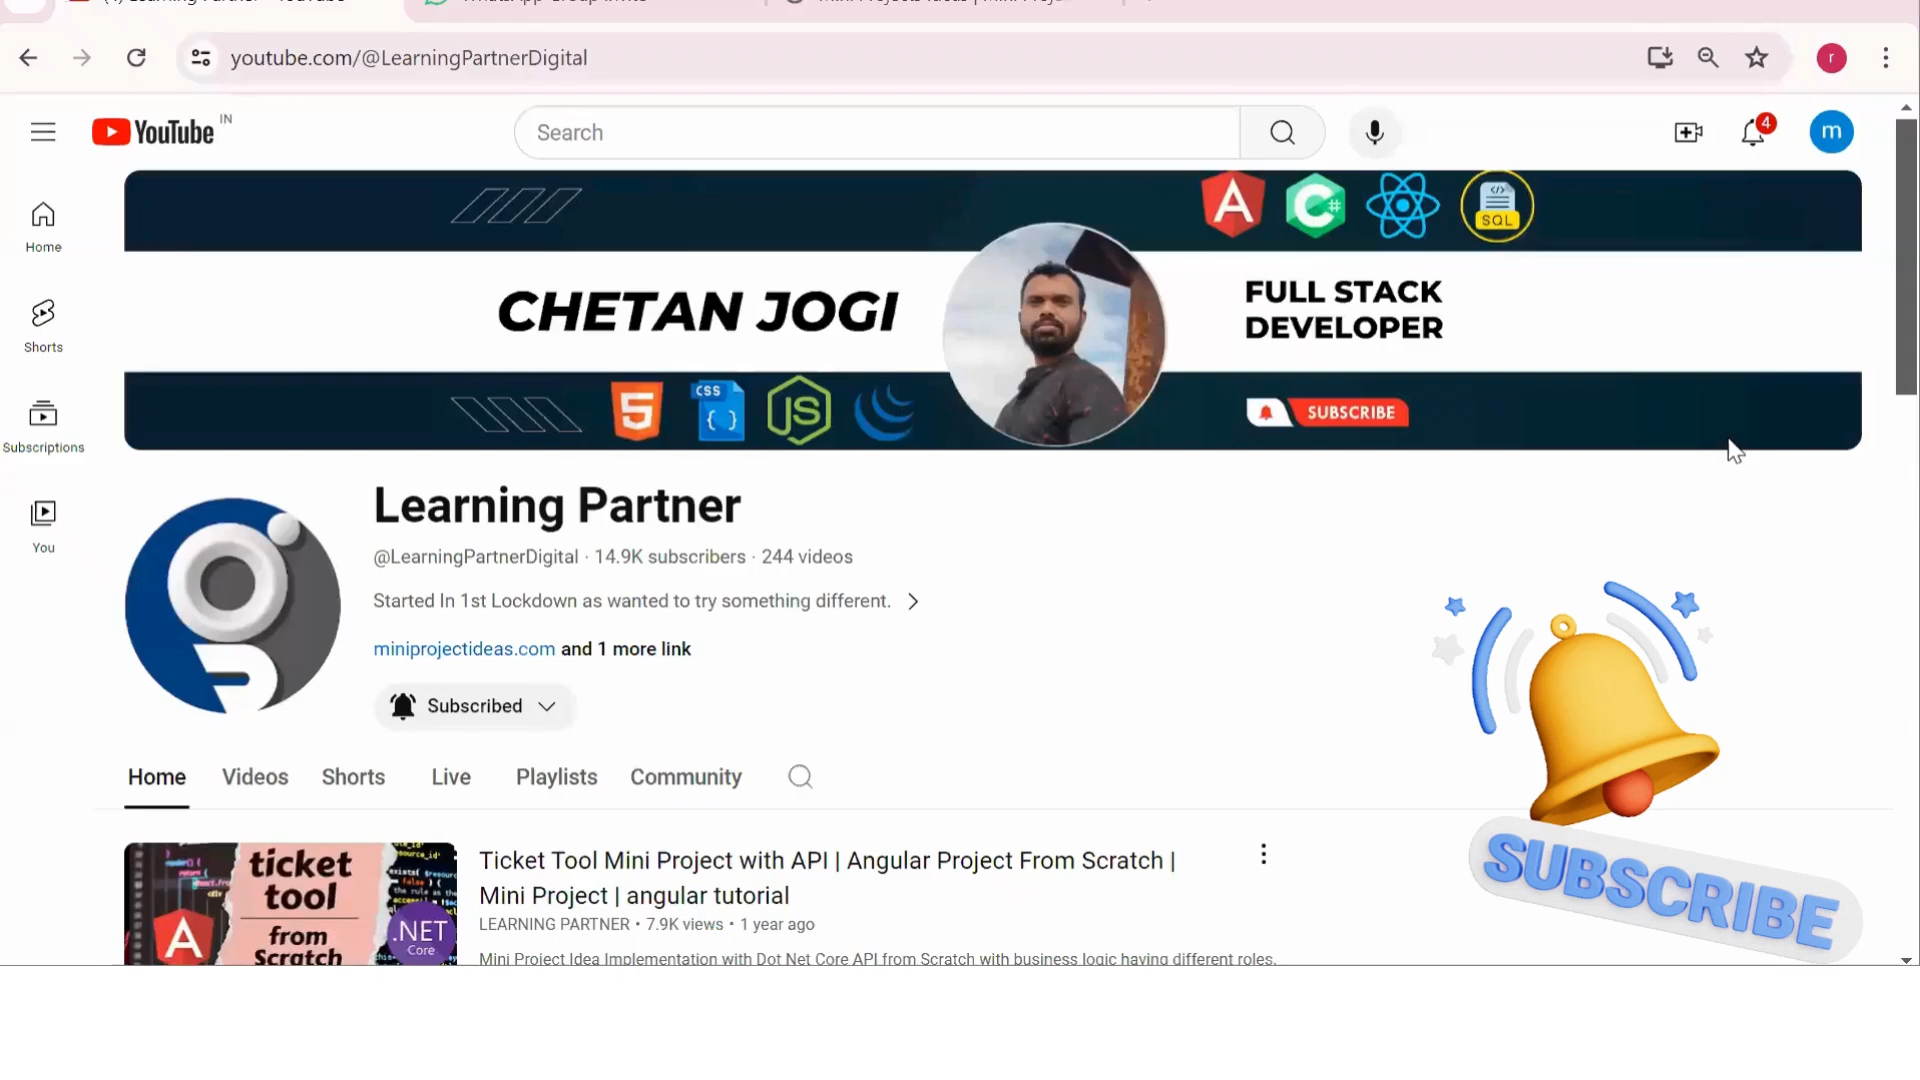 youtube.com/@LearningPartnerDigital
r
YouTube IN
Search
4
m
Home
Shorts
Subscriptions
You
SQL
CHETAN JOGI
FULL STACK
DEVELOPER
5
CSS
JS
SUBSCRIBE
Learning Partner
@LearningPartnerDigital · 14.9K subscribers · 244 videos
Started In 1st Lockdown as wanted to try something different.
miniprojectideas.com and 1 more link
Subscribed
Home Videos Shorts Live Playlists Community
ticket
tool
from
Scratch
.NET
Core
Ticket Tool Mini Project with API | Angular Project From Scratch |
Mini Project | angular tutorial
LEARNING PARTNER • 7.9K views • 1 year ago
Mini Project Idea Implementation with Dot Net Core API from Scratch with business logic having different roles.
SUBSCRIBE